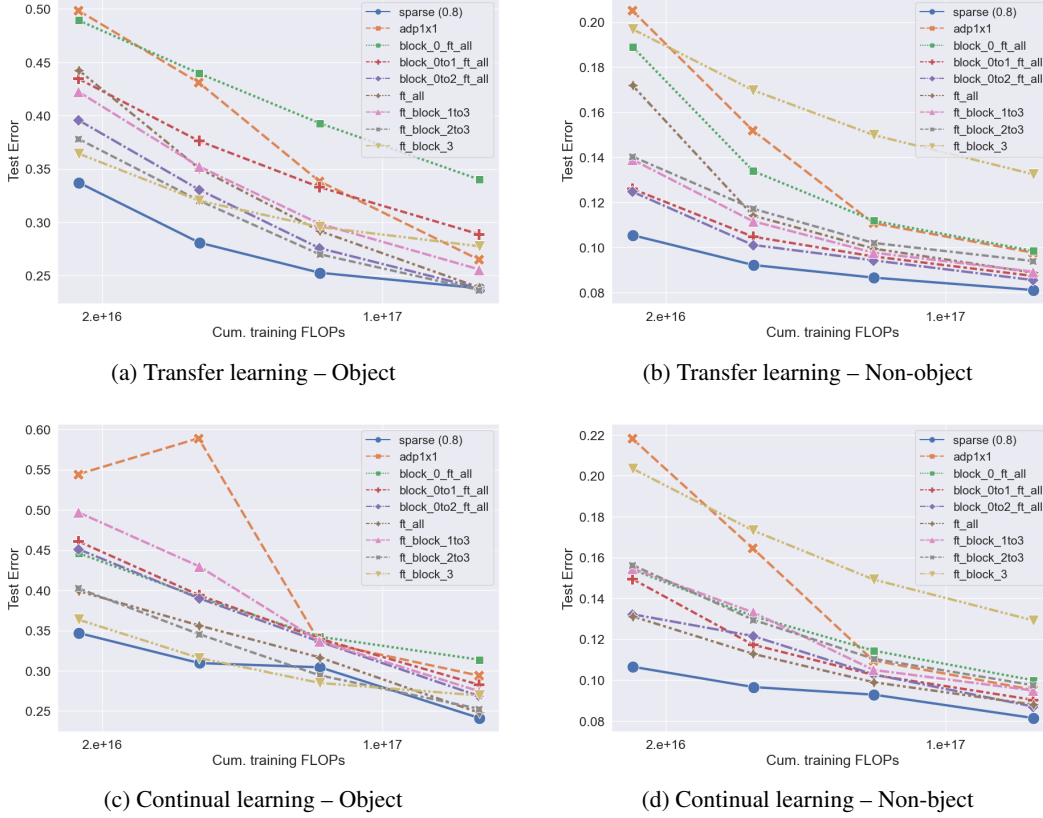 0.50
0.45
0.40
0.35
0.30
0.25
Test Error
2.e+16
1.e+17
Cum. training FLOPs
sparse (0.8)
adp1x1
block_0_ft_all
block_0to1_ft_all
block_0to2_ft_all
ft_all
ft_block_1to3
ft_block_2to3
ft_block_3
(a) Transfer learning – Object
0.20
0.18
0.16
0.14
0.12
0.10
0.08
Test Error
2.e+16
1.e+17
Cum. training FLOPs
sparse (0.8)
adp1x1
block_0_ft_all
block_0to1_ft_all
block_0to2_ft_all
ft_all
ft_block_1to3
ft_block_2to3
ft_block_3
(b) Transfer learning – Non-object
0.60
0.55
0.50
0.45
0.40
0.35
0.30
0.25
Test Error
2.e+16
1.e+17
Cum. training FLOPs
sparse (0.8)
adp1x1
block_0_ft_all
block_0to1_ft_all
block_0to2_ft_all
ft_all
ft_block_1to3
ft_block_2to3
ft_block_3
(c) Continual learning – Object
0.22
0.20
0.18
0.16
0.14
0.12
0.10
0.08
Test Error
2.e+16
1.e+17
Cum. training FLOPs
sparse (0.8)
adp1x1
block_0_ft_all
block_0to1_ft_all
block_0to2_ft_all
ft_all
ft_block_1to3
ft_block_2to3
ft_block_3
(d) Continual learning – Non-bject